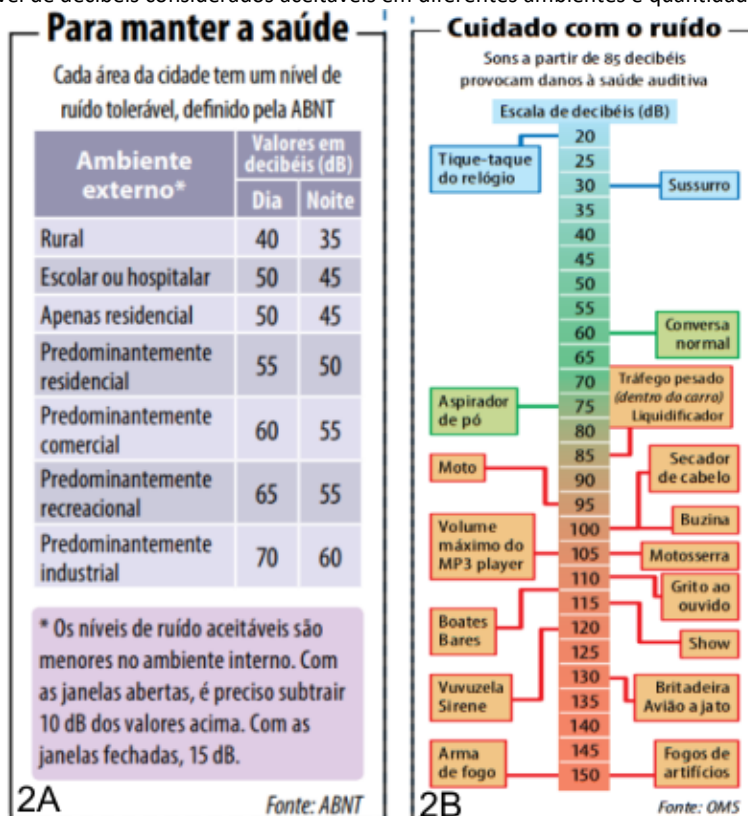 vel de decibéis considerados aceitáveis em diferentes ambientes e quantidad
Para manter a saúde
Cada área da cidade tem um nível de
ruído tolerável, definido pela ABNT
Ambiente
externo*
Valores em
decibéis (dB)
Dia Noite
Rural 40 35
Escolar ou hospitalar 50 45
Apenas residencial 50 45
Predominantemente
residencial 55 50
Predominantemente
comercial 60 55
Predominantemente
recreacional 65 55
Predominantemente
industrial 70 60
* Os níveis de ruído aceitáveis são
menores no ambiente interno. Com
as janelas abertas, é preciso subtrair
10 dB dos valores acima. Com as
janelas fechadas, 15 dB.
2A
Fonte: ABNT
Cuidado com o ruído
Sons a partir de 85 decibéis
provocam danos à saúde auditiva
Escala de decibéis (dB)
20
25
30
35
40
45
50
55
60
65
70
75
80
85
90
95
100
105
110
115
120
125
130
135
140
145
150
Tique-taque
do relógio
Sussurro
Conversa
normal
Aspirador
de pó
Tráfego pesado
(dentro do carro)
Liquidificador
Moto
Secador
de cabelo
Buzina
Volume
máximo do
MP3 player
Motosserra
Grito ao
ouvido
Boates
Bares
Show
Vuvuzela
Sirene
Britadeira
Avião a jato
Arma
de fogo
Fogos de
artifícios
2B
Fonte: OMS